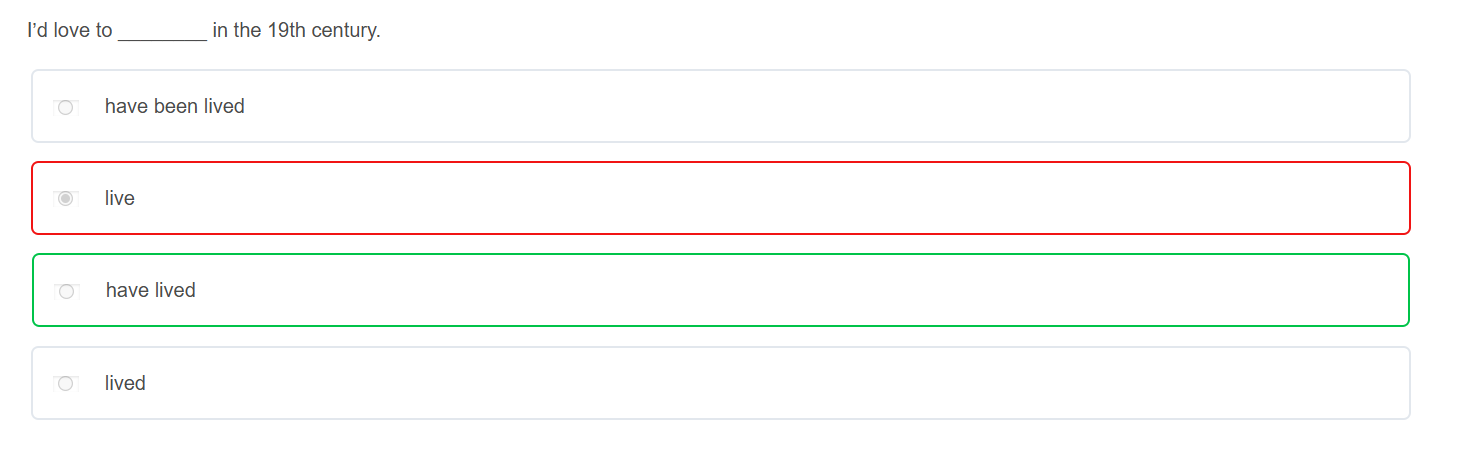 I’d love to ________ in the 19th century.
have been lived
live
have lived
lived